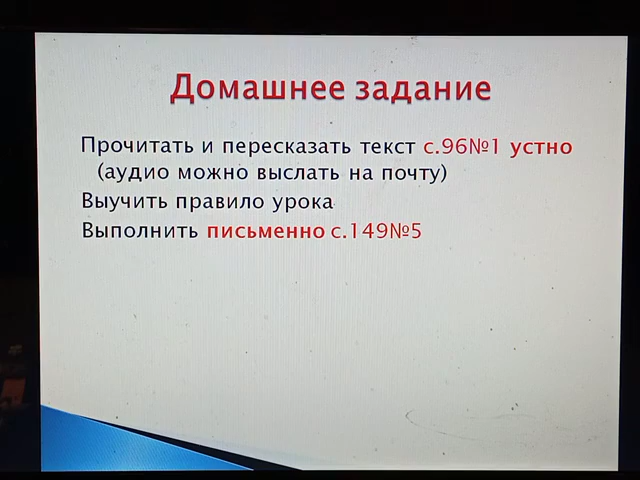 Домашнее задание
Прочитать и пересказать текст с.96№1 устно
(аудио можно выслать на почту)
Выучить правило урока
Выполнить письменно с.149№5